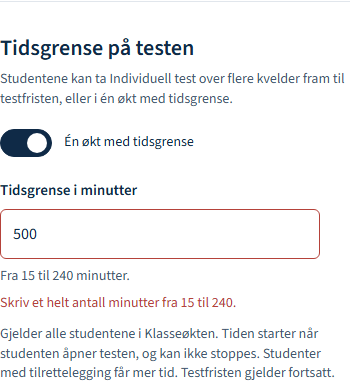 Tidsgrense på testen
Studentene kan ta Individuell test over flere kvelder fram til
testfristen, eller i én økt med tidsgrense.
Én økt med tidsgrense
Tidsgrense i minutter
500
Fra 15 til 240 minutter.
Skriv et helt antall minutter fra 15 til 240.
Gjelder alle studentene i Klasseøkten. Tiden starter når
studenten åpner testen, og kan ikke stoppes. Studenter
med tilrettelegging får mer tid. Testfristen gjelder fortsatt.